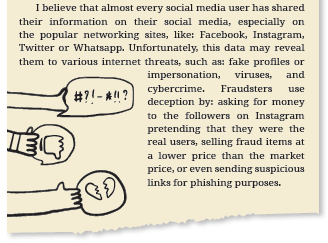 I believe that almost every social media user has shared
their information on their social media, especially on
the popular networking sites, like: Facebook, Instagram,
Twitter or Whatsapp. Unfortunately, this data may reveal
them to various internet threats, such as: fake profiles or
impersonation, viruses, and
cybercrime. Fraudsters use
deception by: asking for money
to the followers on Instagram
pretending that they were the
real users, selling fraud items at
a lower price than the market
price, or even sending suspicious
links for phishing purposes.
#?!-*!!?